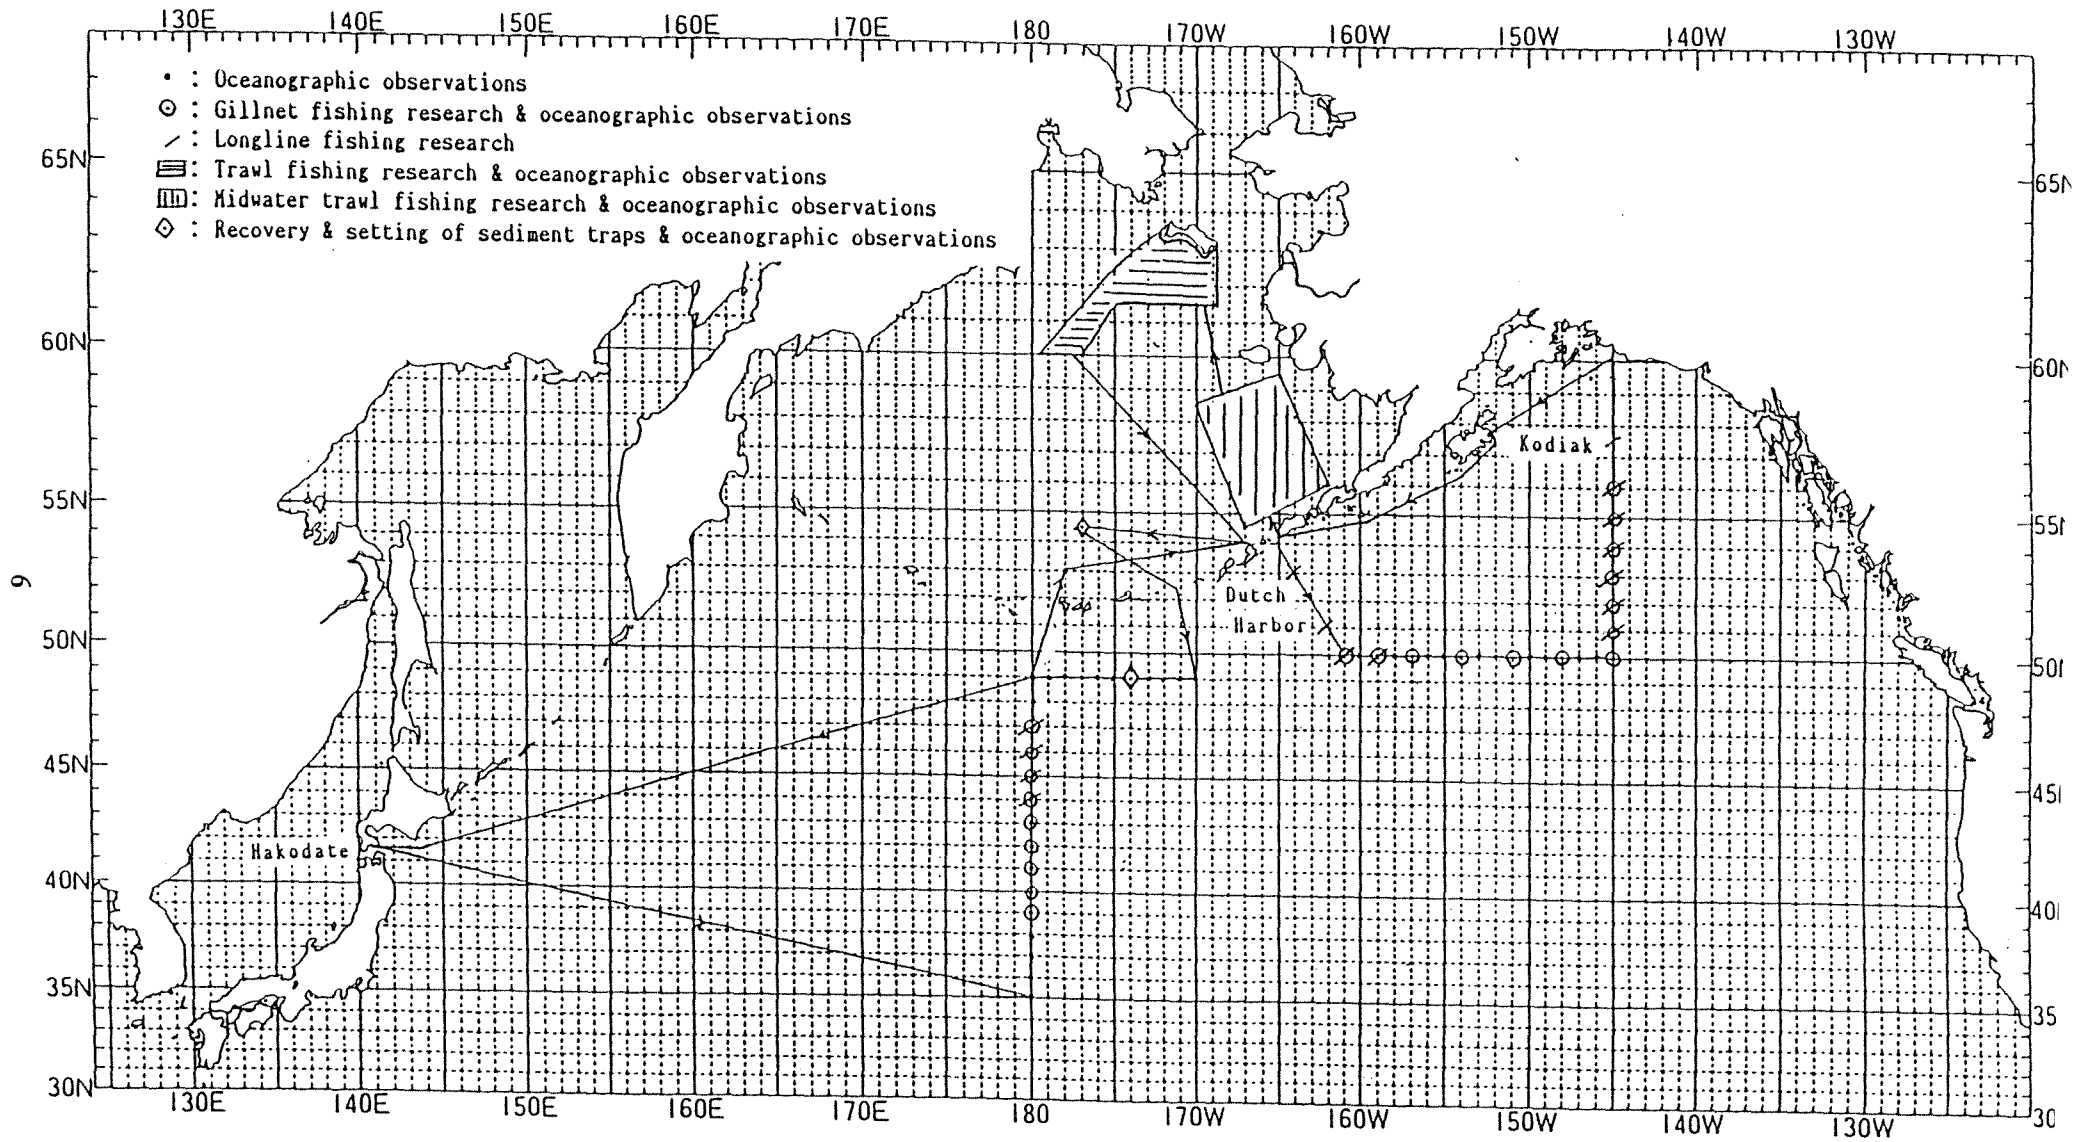 130E 140E 150E 160E 170E 180 170W 160W 150W 140W 130W
• : Oceanographic observations
⊙ : Gillnet fishing research & oceanographic observations
/ : Longline fishing research
: Trawl fishing research & oceanographic observations
: Midwater trawl fishing research & oceanographic observations
◇ : Recovery & setting of sediment traps & oceanographic observations
65N
65N
60N
60N
Kodiak
55N
55N
6
Dutch
Harbor
50N
50N
45N
45N
Hakodate
40N
40N
35N
35
30N
30
130E 140E 150E 160E 170E 180 170W 160W 150W 140W 130W